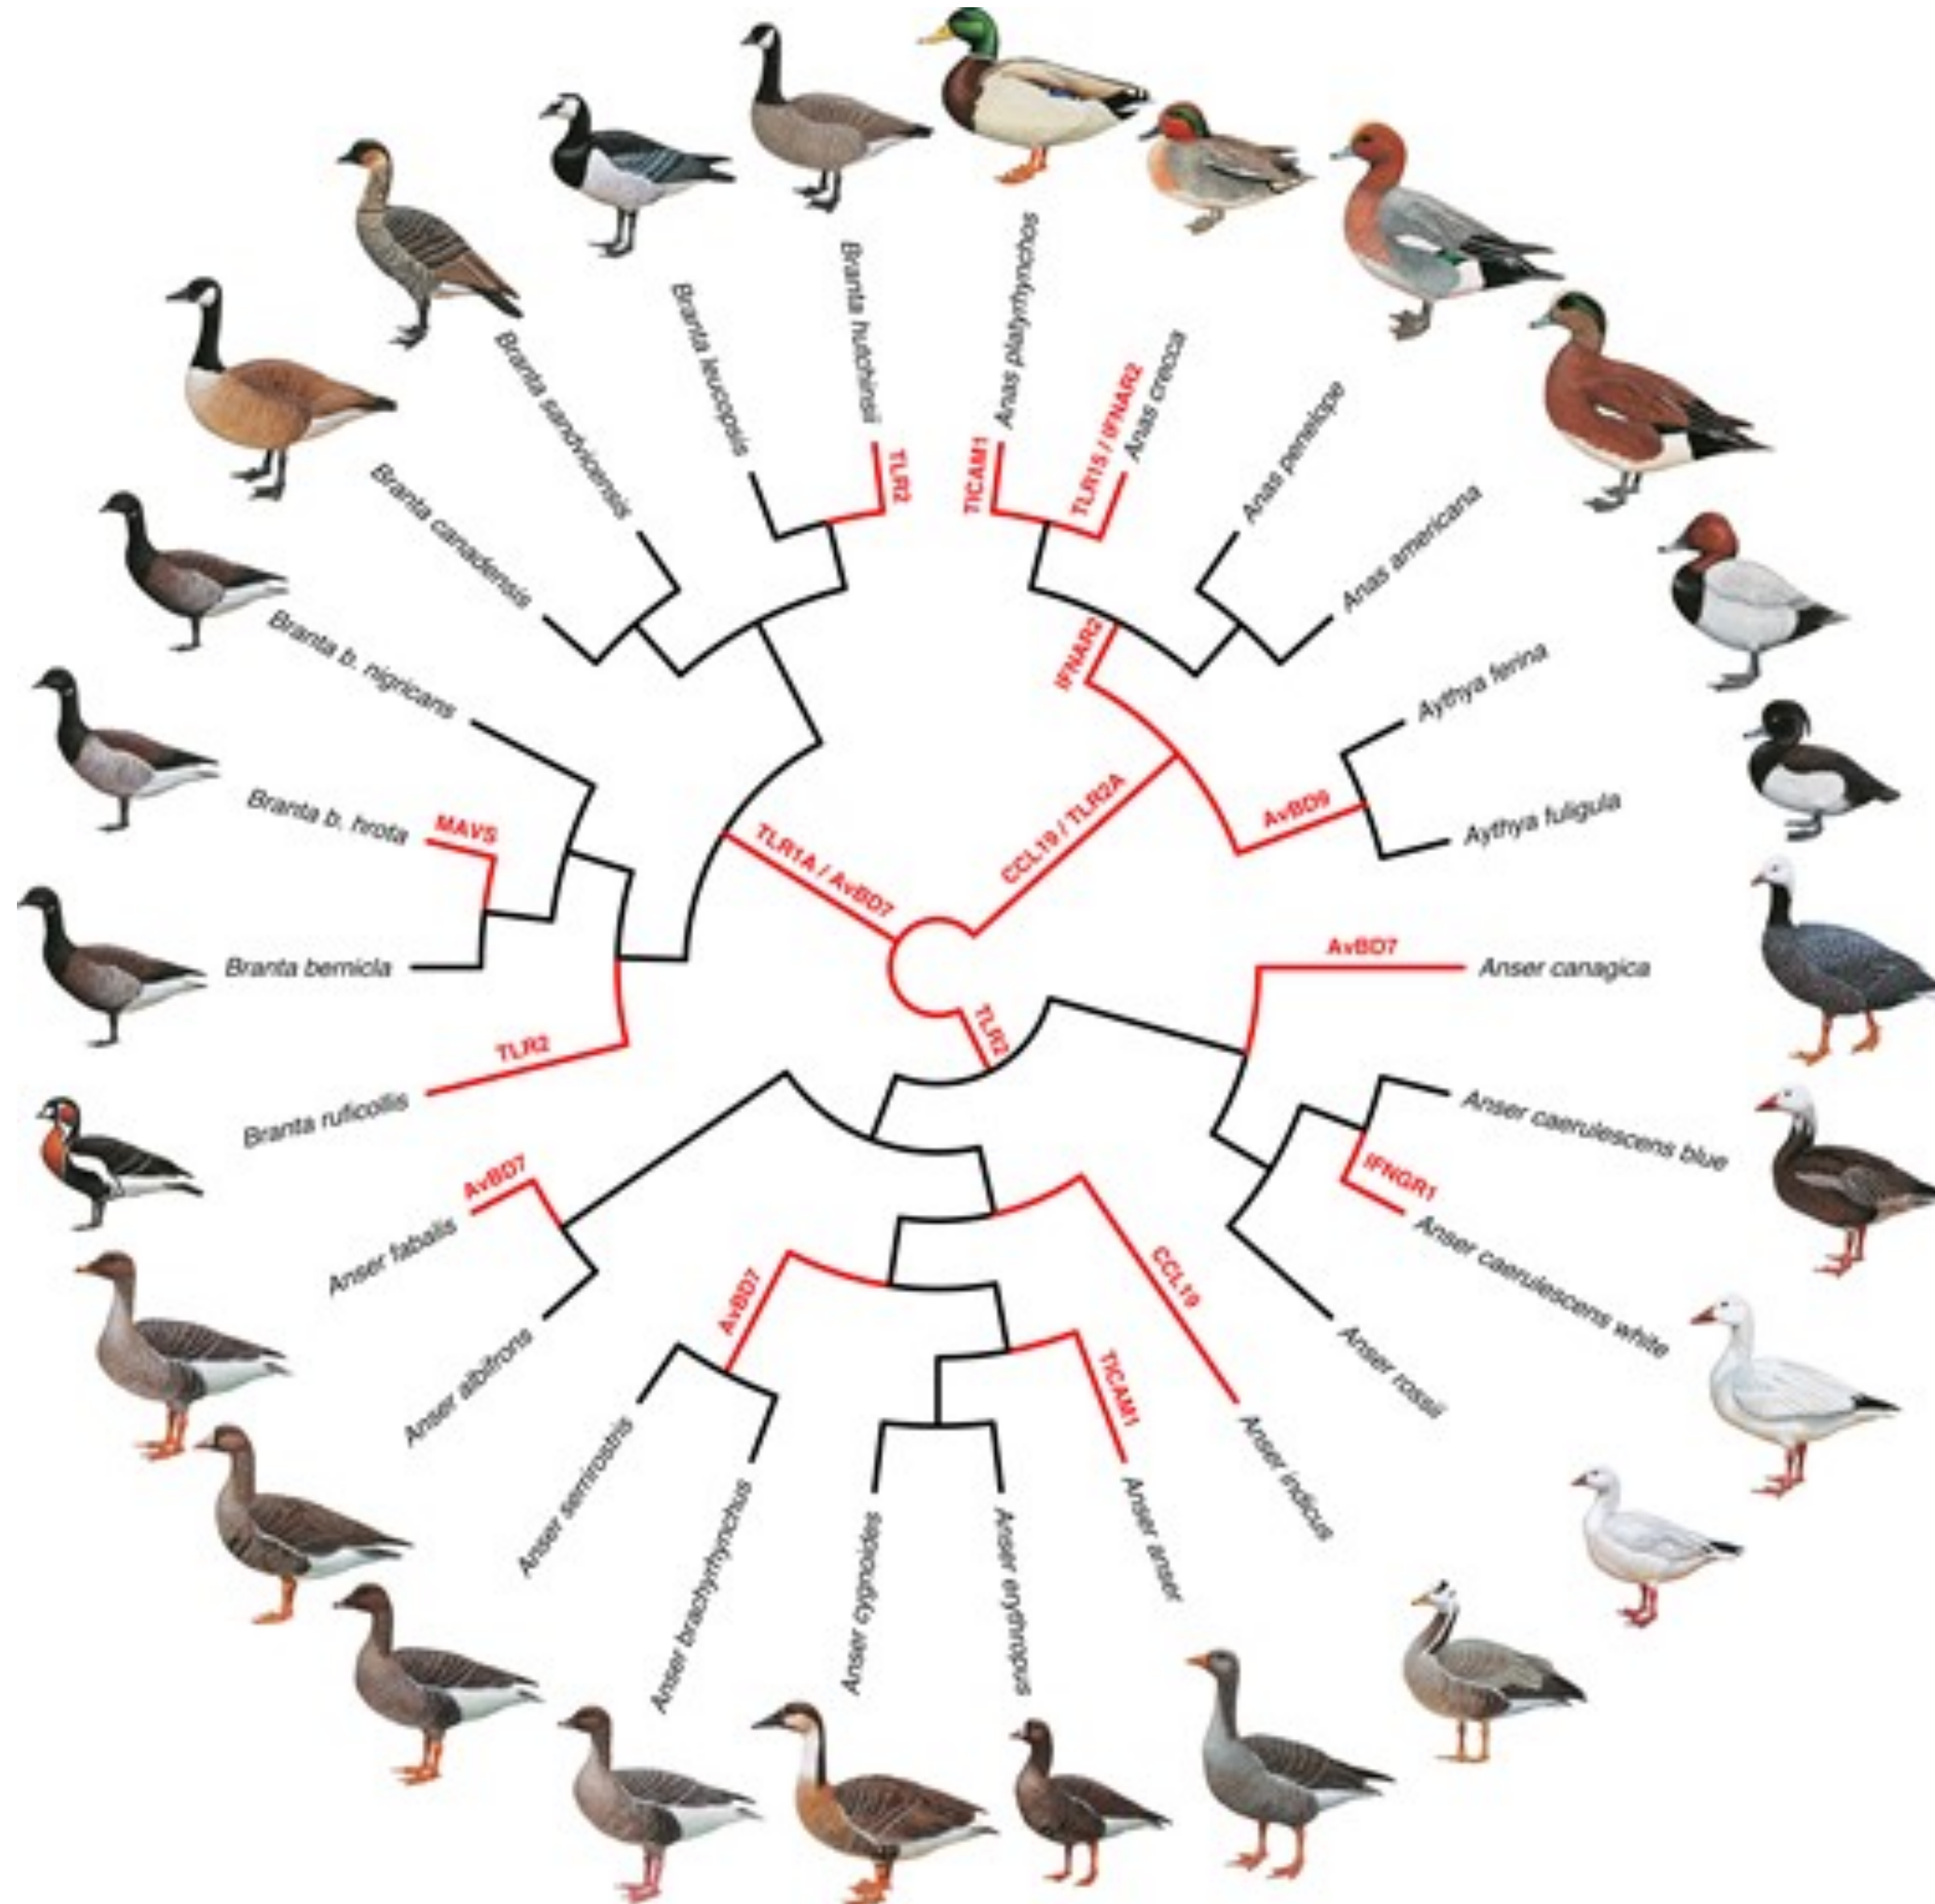 Anas platyrhynchos
TICAM1
Anas crecca
TLR15 / IFNAR2
Anas penelope
Anas americana
IFNAR2
Aythya ferina
Aythya fuligula
AvBD9
CCL19 / TLR2A
Anser canagica
AvBD7
Anser caerulescens blue
Anser caerulescens white
IFNGR1
Anser rossii
Anser indicus
CCL19
Anser anser
TICAM1
Anser erythropus
Anser cygnoides
Anser brachyrhynchus
Anser serrirostris
AvBD7
Anser albifrons
Anser fabalis
AvBD7
TLR2
Branta ruficollis
TLR2
Branta bernicla
Branta b. hrota
MAVS
Branta b. nigricans
Branta canadensis
Branta sandvicensis
Branta leucopsis
Branta hutchinsii
TLR2
TLR1A / AvBD7